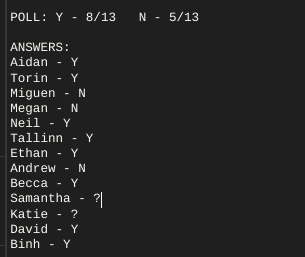 POLL: Y - 8/13   N - 5/13
ANSWERS:
Aidan - Y
Torin - Y
Miguen - N
Megan - N
Neil - Y
Tallinn - Y
Ethan - Y
Andrew - N
Becca - Y
Samantha - ?
Katie - ?
David - Y
Binh - Y